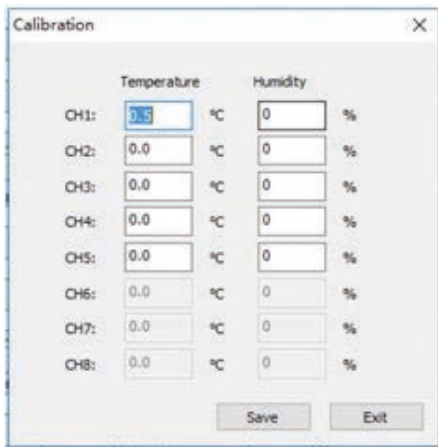 Calibration
Temperature Humidity
CH1: 0.5 °C 0 %
CH2: 0.0 °C 0 %
CH3: 0.0 °C 0 %
CH4: 0.0 °C 0 %
CH5: 0.0 °C 0 %
CH6: 0.0 °C 0 %
CH7: 0.0 °C 0 %
CH8: 0.0 °C 0 %
Save Exit